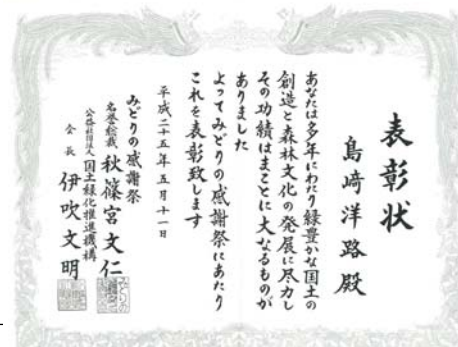 表彰状
島﨑洋路殿
あなたは多年にわたり緑豊かな国土の
創造と森林文化の発展に尽力し
その功績はまことに大なるものが
ありました
よってみどりの感謝祭にあたり
これを表彰致します
平成二十五年五月十一日
みどりの感謝祭
名誉総裁 秋篠宮文仁
公益社団法人 国土緑化推進機構
会長 伊吹文明